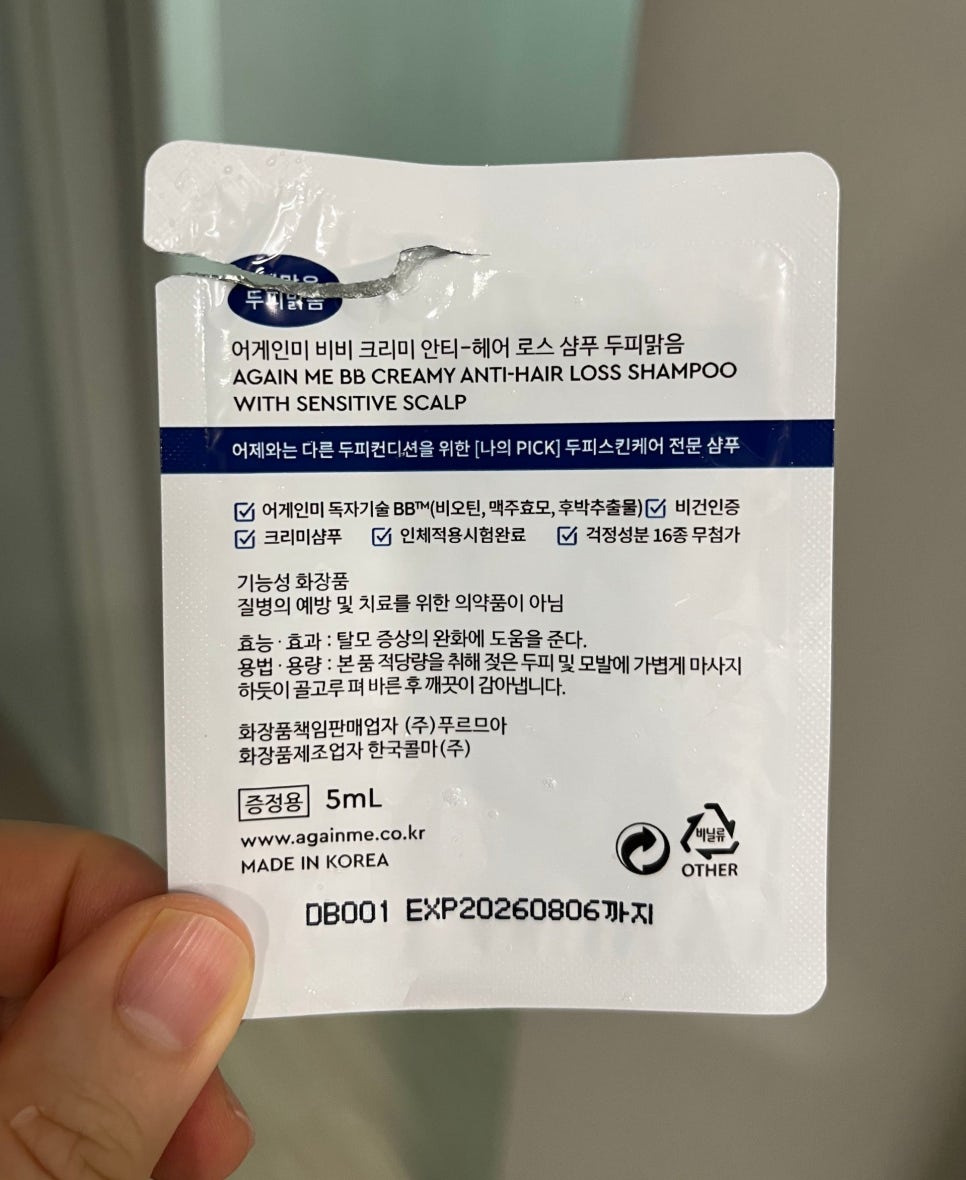 두피맑음
어게인미 비비 크리미 안티-헤어 로스 샴푸 두피맑음
AGAIN ME BB CREAMY ANTI-HAIR LOSS SHAMPOO
WITH SENSITIVE SCALP
어제와는 다른 두피컨디션을 위한 [나의 PICK] 두피스킨케어 전문 샴푸
어게인미 독자기술 BB™(비오틴, 맥주효모, 후박추출물) 비건인증
크리미샴푸 인체적용시험완료 걱정성분 16종 무첨가
기능성 화장품
질병의 예방 및 치료를 위한 의약품이 아님
효능·효과 : 탈모 증상의 완화에 도움을 준다.
용법·용량 : 본 품 적당량을 취해 젖은 두피 및 모발에 가볍게 마사지
하듯이 골고루 펴 바른 후 깨끗이 감아냅니다.
화장품책임판매업자 (주)푸르므아
화장품제조업자 한국콜마(주)
증정용 5mL
www.againme.co.kr
MADE IN KOREA
비닐류
OTHER
DB001 EXP20260806까지